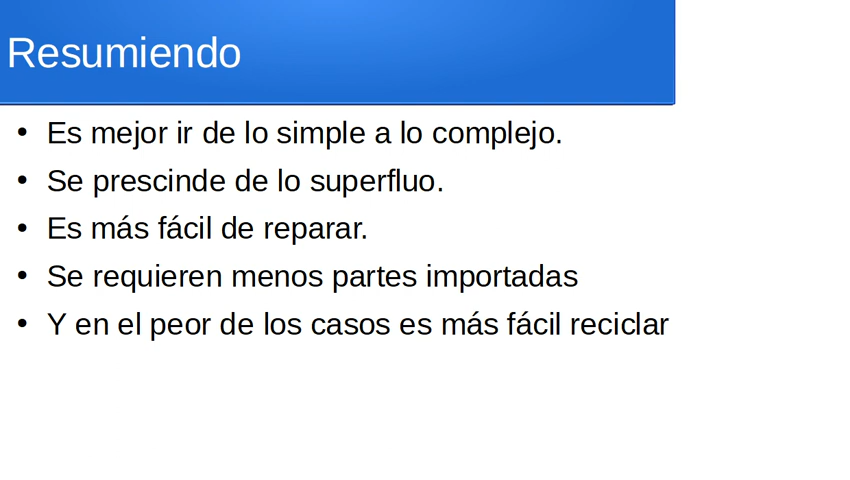 Resumiendo
• Es mejor ir de lo simple a lo complejo.
• Se prescinde de lo superfluo.
• Es más fácil de reparar.
• Se requieren menos partes importadas
• Y en el peor de los casos es más fácil reciclar